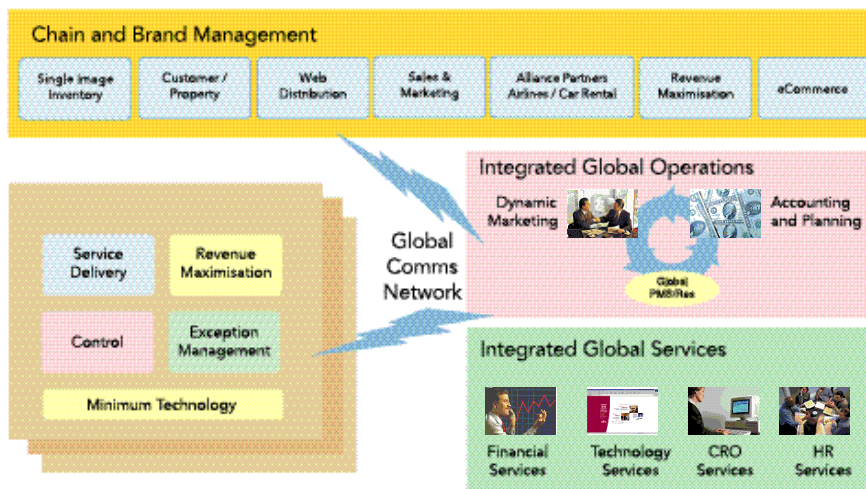 Chain and Brand Management
Single image
Inventory
Customer /
Property
Web
Distribution
Sales &
Marketing
Alliance Partners
Airlines / Car Rental
Revenue
Maximisation
eCommerce
Integrated Global Operations
Dynamic
Marketing
Accounting
and Planning
Global
PMS/Res
Global
Comms
Network
Service
Delivery
Revenue
Maximisation
Control
Exception
Management
Minimum Technology
Integrated Global Services
Financial
Services
Technology
Services
CRO
Services
HR
Services